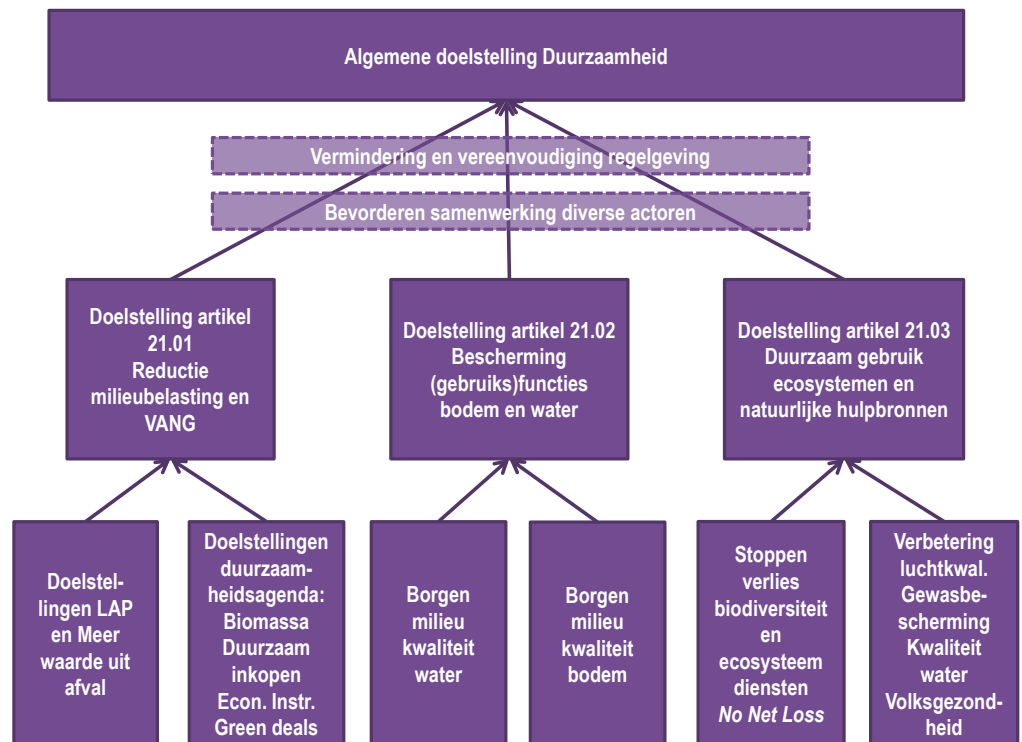 Algemene doelstelling Duurzaamheid
Vermindering en vereenvoudiging regelgeving
Bevorderen samenwerking diverse actoren
Doelstelling artikel
21.01
Reductie
milieubelasting en
VANG
Doelstelling artikel 21.02
Bescherming
(gebruiks)functies
bodem en water
Doelstelling artikel 21.03
Duurzaam gebruik
ecosystemen en
natuurlijke hulpbronnen
Doelstel-
lingen LAP
en Meer
waarde uit
afval
Doelstellingen
duurzaam-
heidsagenda:
Biomassa
Duurzaam
inkopen
Econ. Instr.
Green deals
Borgen
milieu
kwaliteit
water
Borgen
milieu
kwaliteit
bodem
Stoppen
verlies
biodiversiteit
en
ecosysteem
diensten
No Net Loss
Verbetering
luchtkwal.
Gewasbe-
scherming
Kwaliteit
water
Volksgezond-
heid